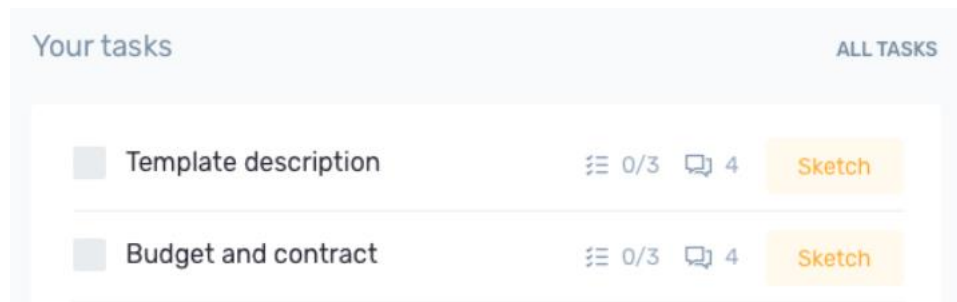 Your tasks ALL TASKS
Template description 0/3 4 Sketch
Budget and contract 0/3 4 Sketch